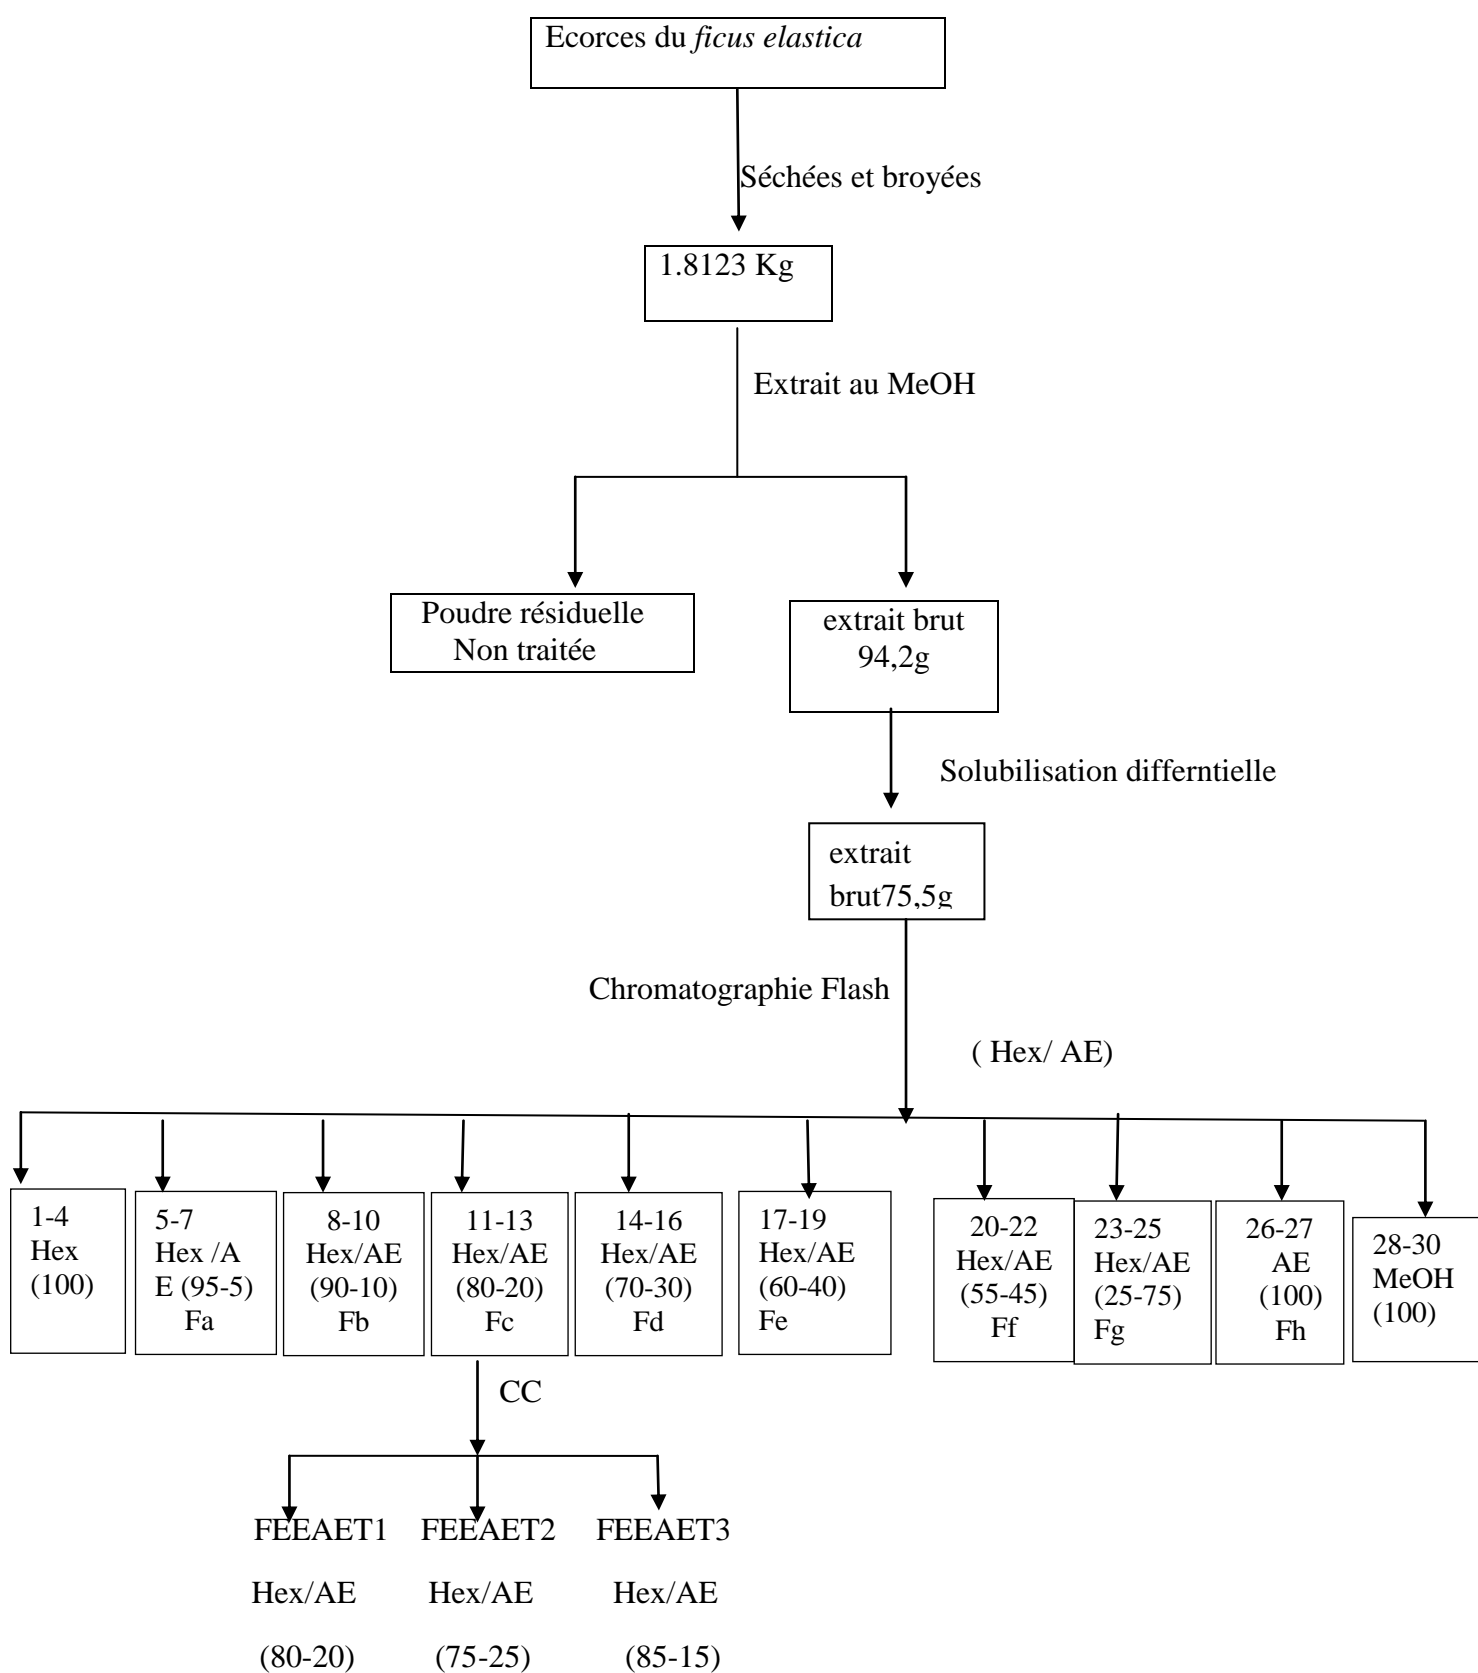 Ecorces du ficus elastica
Séchées et broyées
1.8123 Kg
Extrait au MeOH
Poudre résiduelle
Non traitée
extrait brut
94,2g
Solubilisation differntielle
extrait
brut75,5g
Chromatographie Flash
( Hex/ AE)
1-4
Hex
(100)
5-7
Hex /A
E (95-5)
Fa
8-10
Hex/AE
(90-10)
Fb
11-13
Hex/AE
(80-20)
Fc
14-16
Hex/AE
(70-30)
Fd
17-19
Hex/AE
(60-40)
Fe
20-22
Hex/AE
(55-45)
Ff
23-25
Hex/AE
(25-75)
Fg
26-27
AE
(100)
Fh
28-30
MeOH
(100)
CC
FEEAET1
Hex/AE
(80-20)
FEEAET2
Hex/AE
(75-25)
FEEAET3
Hex/AE
(85-15)